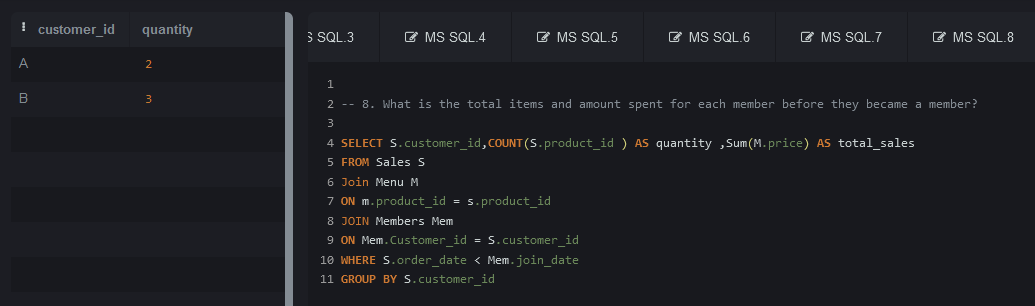 customer_id quantity
A 2
B 3
S SQL.3 MS SQL.4 MS SQL.5 MS SQL.6 MS SQL.7 MS SQL.8
1
2 -- 8. What is the total items and amount spent for each member before they became a member?
3
4 SELECT S.customer_id,COUNT(S.product_id ) AS quantity ,Sum(M.price) AS total_sales
5 FROM Sales S
6 Join Menu M
7 ON m.product_id = s.product_id
8 JOIN Members Mem
9 ON Mem.Customer_id = S.customer_id
10 WHERE S.order_date < Mem.join_date
11 GROUP BY S.customer_id